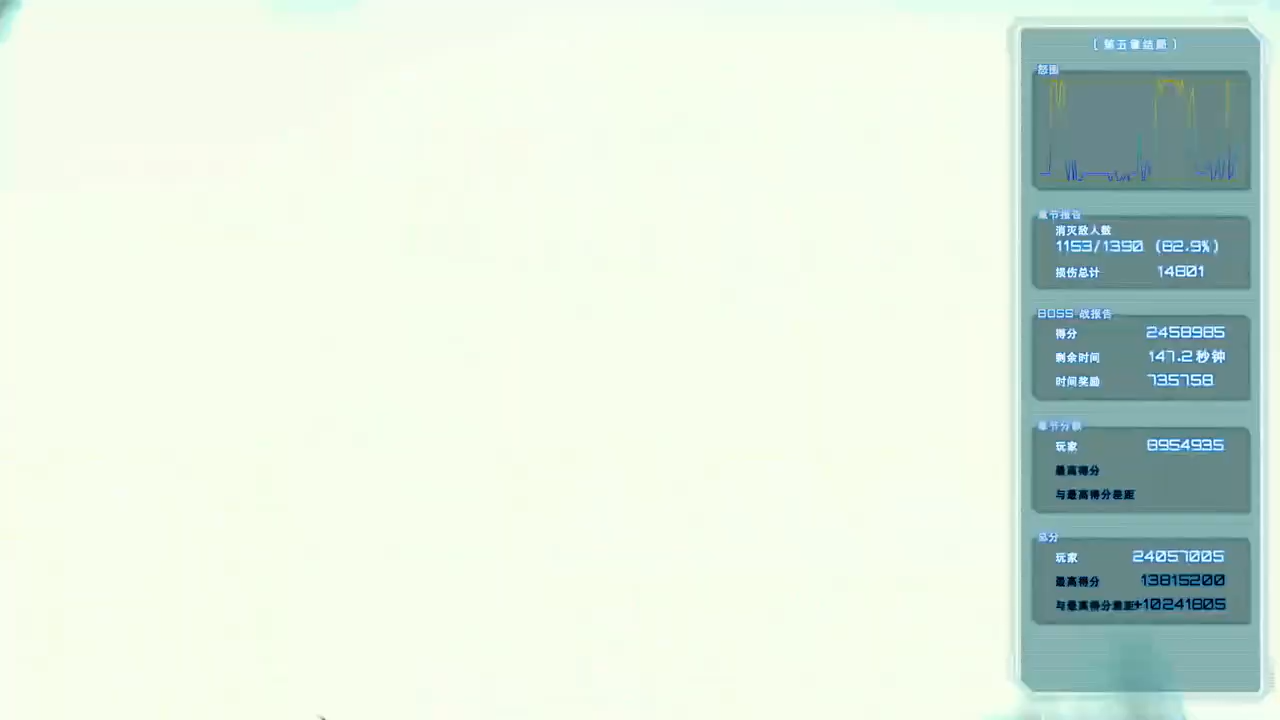 [ 第五章结局 ]
怒围
章节报告
消灭敌人数
1153/1390 (82.9%)
损伤总计 14801
BOSS 战报告
得分 2458985
剩余时间 147.2秒钟
时间奖励 735758
章节分数
玩家 8954935
最高得分
与最高得分差距
总分
玩家 24057005
最高得分 13815200
与最高得分差距+10241805